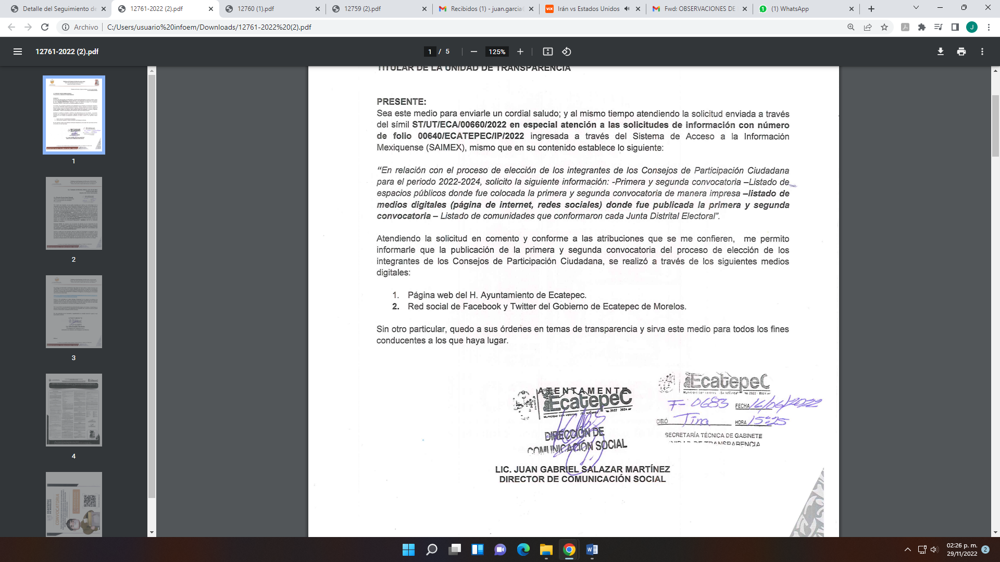 Detalle del Seguimiento de
12761-2022 (2).pdf
12760 (1).pdf
12759 (2).pdf
Recibidos (1) - juan.garcia
Irán vs Estados Unidos
Fwd: OBSERVACIONES DE
(1) WhatsApp
Archivo
C:/Users/usuario%20infoem/Downloads/12761-2022%20(2).pdf
J
12761-2022 (2).pdf
1 / 5
125%
1
2
3
4
TITULAR DE LA UNIDAD DE TRANSPARENCIA
PRESENTE:
Sea este medio para enviarle un cordial saludo; y al mismo tiempo atendiendo la solicitud enviada a través
del símil ST/UT/ECA/00660/2022 en especial atención a las solicitudes de información con número
de folio 00640/ECATEPEC/IP/2022 ingresada a través del Sistema de Acceso a la Información
Mexiquense (SAIMEX), mismo que en su contenido establece lo siguiente:
“En relación con el proceso de elección de los integrantes de los Consejos de Participación Ciudadana
para el periodo 2022-2024, solicito la siguiente información: -Primera y segunda convocatoria –Listado de
espacios públicos donde fue colocada la primera y segunda convocatoria de manera impresa –listado de
medios digitales (página de internet, redes sociales) donde fue publicada la primera y segunda
convocatoria – Listado de comunidades que conformaron cada Junta Distrital Electoral”.
Atendiendo la solicitud en comento y conforme a las atribuciones que se me confieren, me permito
informarle que la publicación de la primera y segunda convocatoria del proceso de elección de los
integrantes de los Consejos de Participación Ciudadana, se realizó a través de los siguientes medios
digitales:
1. Página web del H. Ayuntamiento de Ecatepec.
2. Red social de Facebook y Twitter del Gobierno de Ecatepec de Morelos.
Sin otro particular, quedo a sus órdenes en temas de transparencia y sirva este medio para todos los fines
conducentes a los que haya lugar.
ATENTAMENTE
Ecatepec
2022 2024
DIRECCIÓN DE
COMUNICACIÓN SOCIAL
Ecatepec
2022 - 2024
F-0683 FECHA 16/06/2022
CIBIÓ Tina HORA 15:25
SECRETARÍA TÉCNICA DE GABINETE
UNIDAD DE TRANSPARENCIA
LIC. JUAN GABRIEL SALAZAR MARTÍNEZ
DIRECTOR DE COMUNICACIÓN SOCIAL
CONVOCATORIA
02:26 p. m.
29/11/2022
2